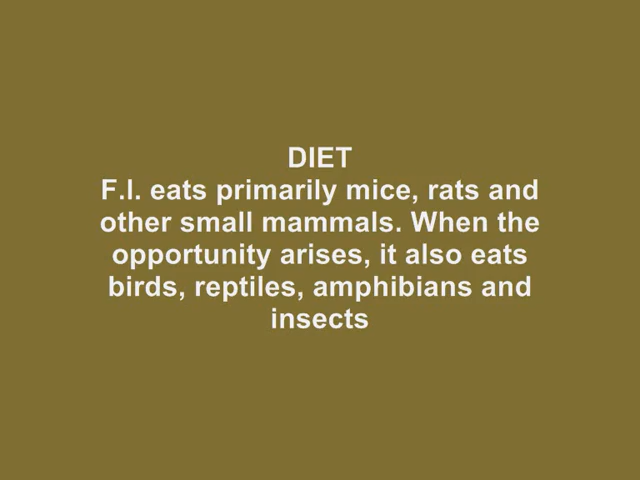 DIET
F.l. eats primarily mice, rats and
other small mammals. When the
opportunity arises, it also eats
birds, reptiles, amphibians and
insects